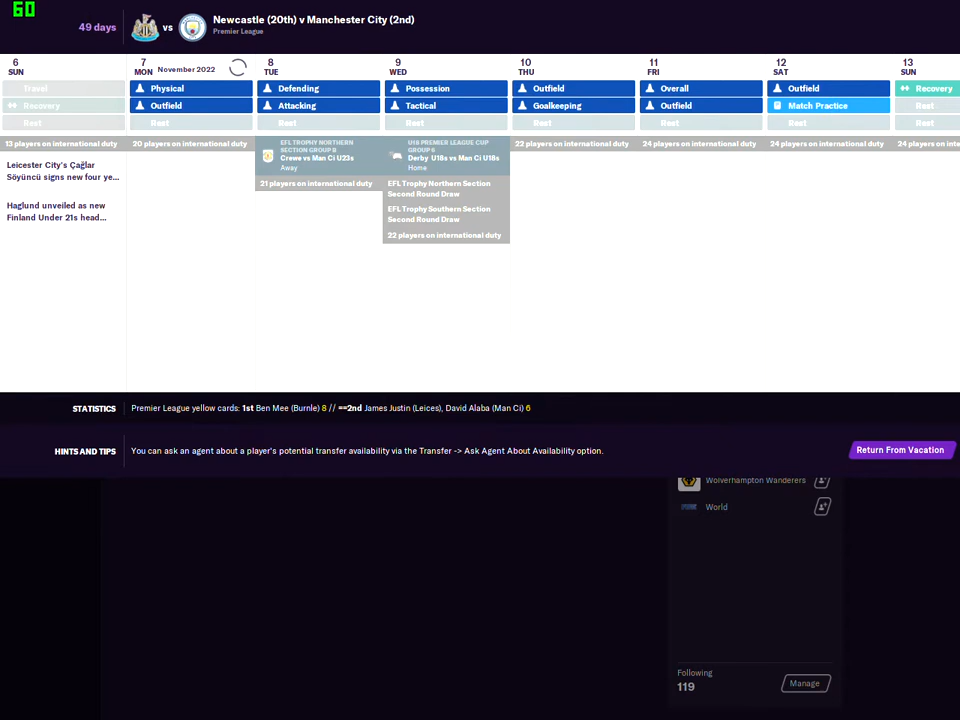 60
49 days
vs
Newcastle (20th) v Manchester City (2nd)
Premier League
6
SUN
7
MON November 2022
8
TUE
9
WED
10
THU
11
FRI
12
SAT
13
SUN
Travel
Physical
Defending
Possession
Outfield
Overall
Outfield
Recovery
Recovery
Outfield
Attacking
Tactical
Goalkeeping
Outfield
Match Practice
Rest
Rest
Rest
Rest
Rest
Rest
Rest
Rest
Rest
13 players on international duty
20 players on international duty
EFL TROPHY NORTHERN
SECTION GROUP B
Crewe vs Man Ci U23s
Away
21 players on international duty
U18 PREMIER LEAGUE CUP
GROUP 6
Derby U18s vs Man Ci U18s
Home
EFL Trophy Northern Section
Second Round Draw
EFL Trophy Southern Section
Second Round Draw
22 players on international duty
22 players on international duty
24 players on international duty
24 players on international duty
24 players on inte
Leicester City's Çağlar
Söyüncü signs new four ye...
Haglund unveiled as new
Finland Under 21s head...
STATISTICS
Premier League yellow cards: 1st Ben Mee (Burnle) 8 // ==2nd James Justin (Leices), David Alaba (Man Ci) 6
HINTS AND TIPS
You can ask an agent about a player's potential transfer availability via the Transfer -> Ask Agent About Availability option.
Return From Vacation
Wolverhampton Wanderers
World
Following
119
Manage